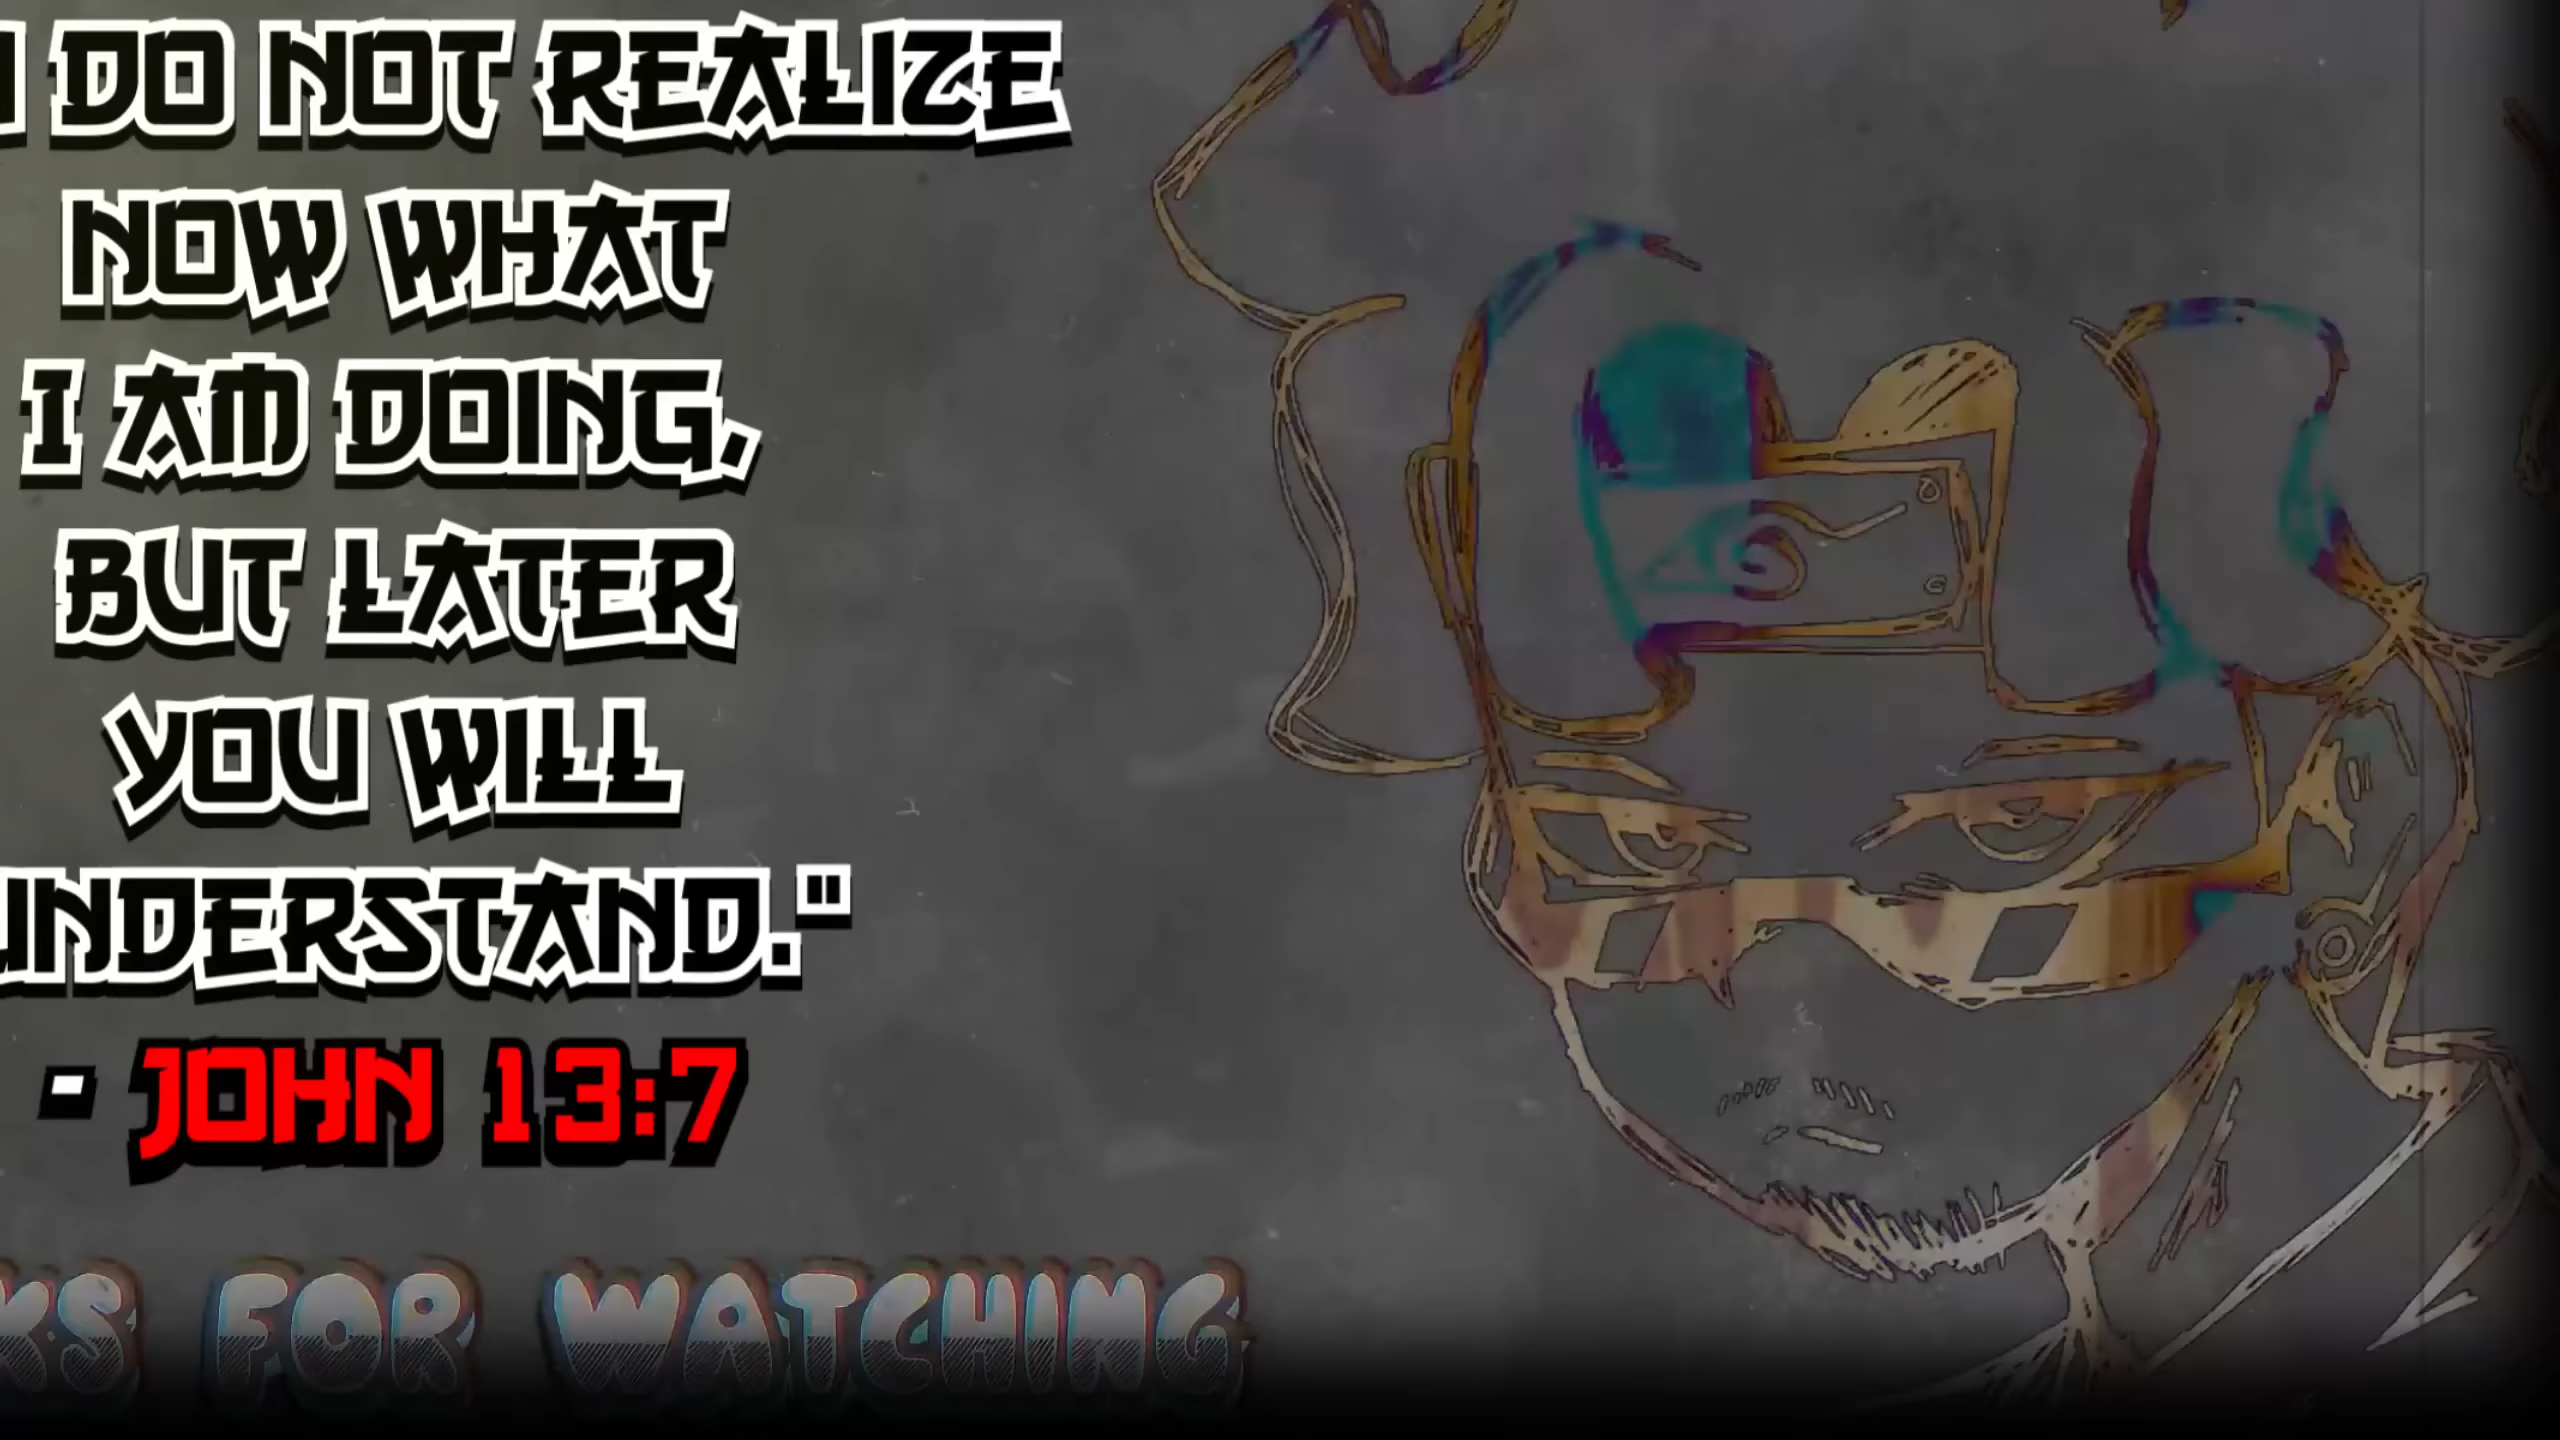 DO NOT REALIZE
NOW WHAT
I AM DOING,
BUT LATER
YOU WILL
UNDERSTAND."
- JOHN 13:7
FOR WATCHING